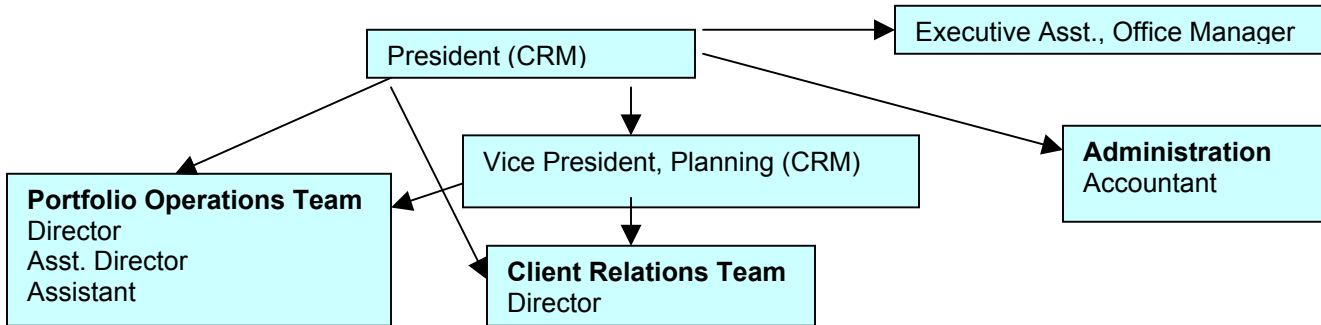 Executive Asst., Office Manager
President (CRM)
Vice President, Planning (CRM)
Administration
Accountant
Portfolio Operations Team
Director
Asst. Director
Assistant
Client Relations Team
Director